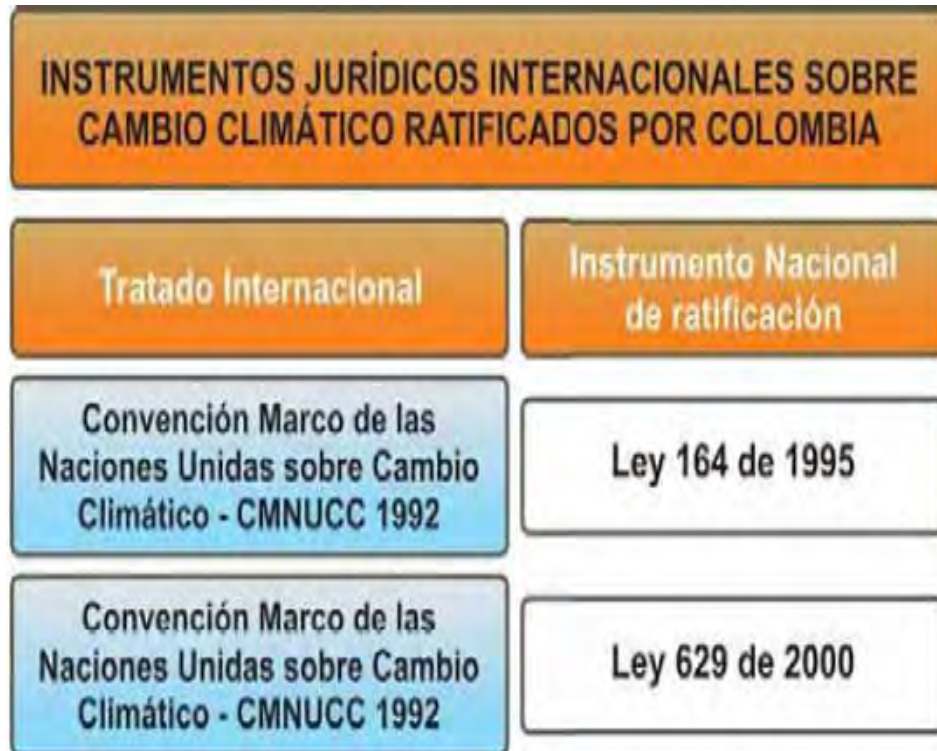 INSTRUMENTOS JURÍDICOS INTERNACIONALES SOBRE
CAMBIO CLIMÁTICO RATIFICADOS POR COLOMBIA
Tratado Internacional
Instrumento Nacional
de ratificación
Convención Marco de las
Naciones Unidas sobre Cambio
Climático - CMNUCC 1992
Ley 164 de 1995
Convención Marco de las
Naciones Unidas sobre Cambio
Climático - CMNUCC 1992
Ley 629 de 2000